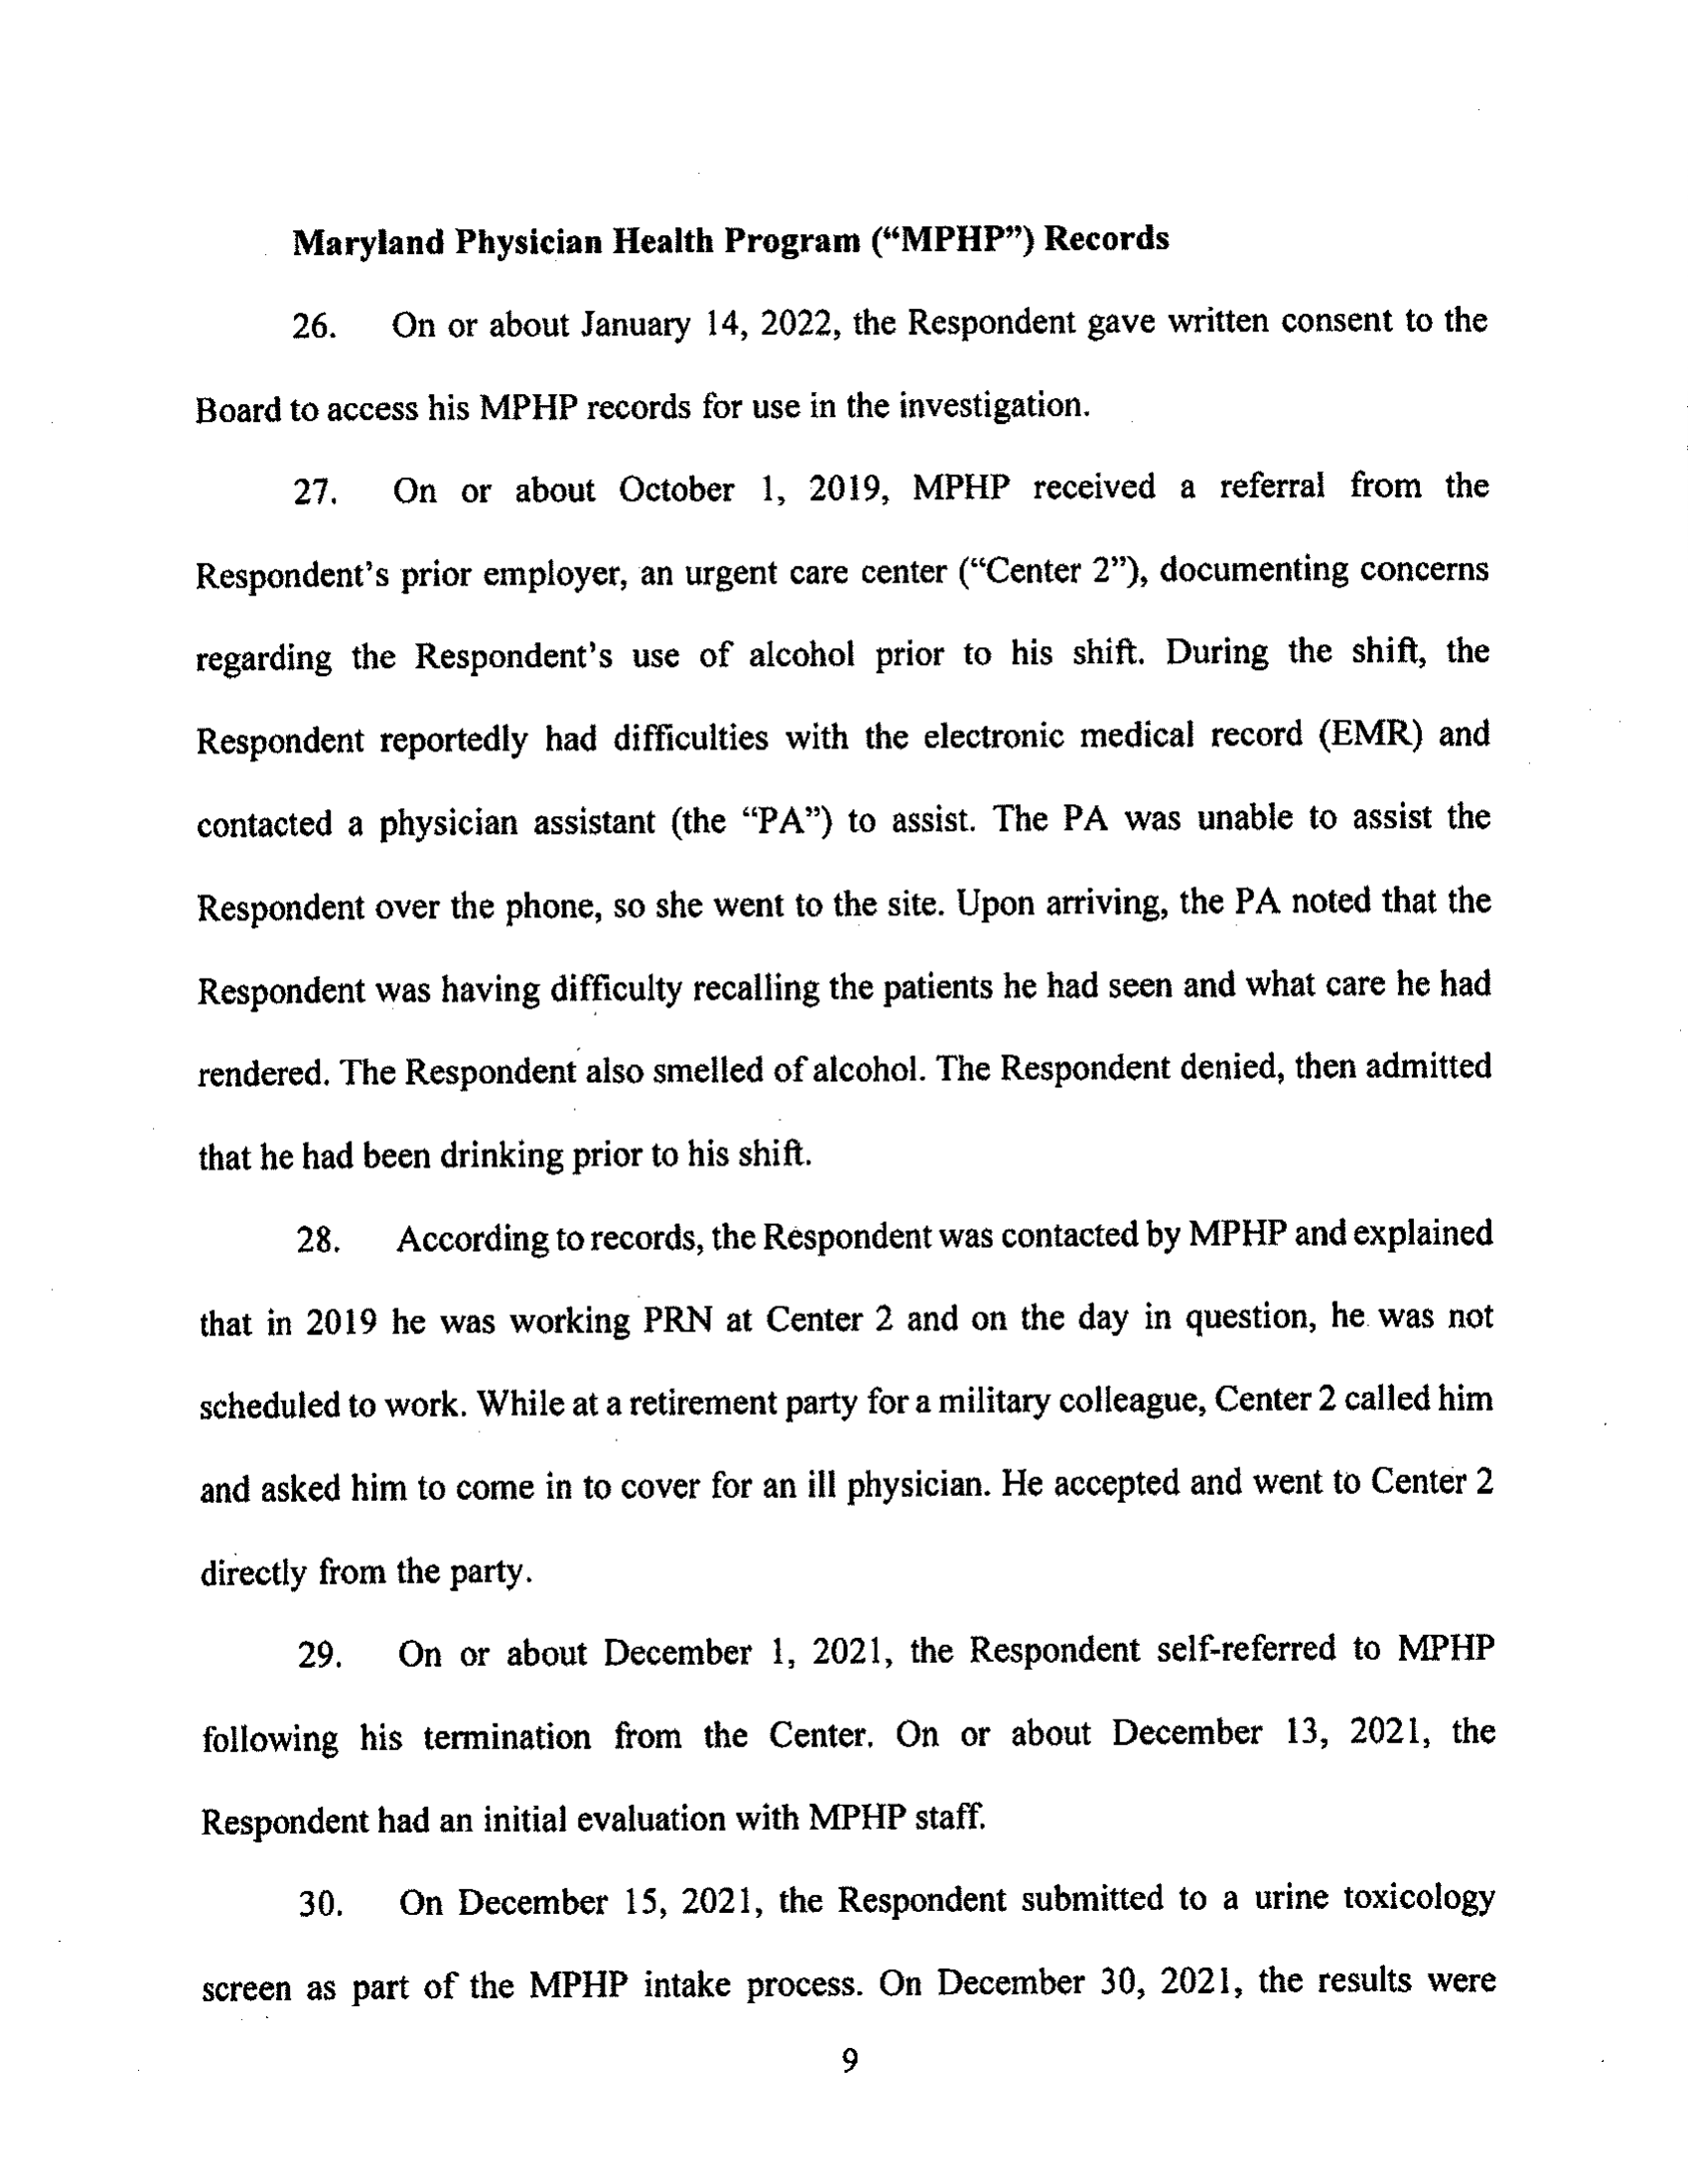 Maryland Physician Health Program (“MPHP”) Records
26. On or about January 14, 2022, the Respondent gave written consent to the
Board to access his MPHP records for use in the investigation.
27. On or about October 1, 2019, MPHP received a referral from the
Respondent’s prior employer, an urgent care center (“Center 2”), documenting concerns
regarding the Respondent’s use of alcohol prior to his shift. During the shift, the
Respondent reportedly had difficulties with the electronic medical record (EMR) and
contacted a physician assistant (the “PA”) to assist. The PA was unable to assist the
Respondent over the phone, so she went to the site. Upon arriving, the PA noted that the
Respondent was having difficulty recalling the patients he had seen and what care he had
rendered. The Respondent also smelled of alcohol. The Respondent denied, then admitted
that he had been drinking prior to his shift.
28. According to records, the Respondent was contacted by MPHP and explained
that in 2019 he was working PRN at Center 2 and on the day in question, he was not
scheduled to work. While at a retirement party for a military colleague, Center 2 called him
and asked him to come in to cover for an ill physician. He accepted and went to Center 2
directly from the party.
29. On or about December 1, 2021, the Respondent self-referred to MPHP
following his termination from the Center. On or about December 13, 2021, the
Respondent had an initial evaluation with MPHP staff.
30. On December 15, 2021, the Respondent submitted to a urine toxicology
screen as part of the MPHP intake process. On December 30, 2021, the results were
9